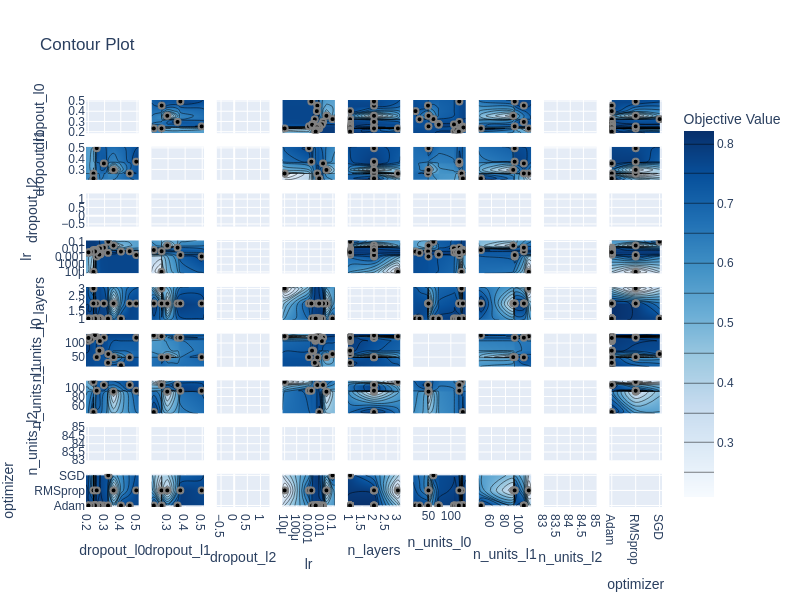 Contour Plot
Objective Value
0.8
0.7
0.6
0.5
0.4
0.3
dropout_l0
0.5
0.4
0.3
0.2
dropout_l1
0.5
0.4
0.3
dropout_l2
1
0.5
0
−0.5
lr
0.1
0.01
0.001
100μ
10μ
n_layers
3
2.5
2
1.5
1
n_units_l0
100
50
n_units_l1
100
80
60
n_units_l2
85
84.5
84
83.5
83
optimizer
SGD
RMSprop
Adam
0.2 0.3 0.4 0.5
0.3 0.4 0.5
−0.5 0 0.5 1
10μ 100μ 0.001 0.01 0.1
1 1.5 2 2.5 3
50 100
60 80 100
83 83.5 84 84.5 85
Adam RMSprop SGD
dropout_l0 dropout_l1 dropout_l2 lr n_layers n_units_l0 n_units_l1 n_units_l2 optimizer